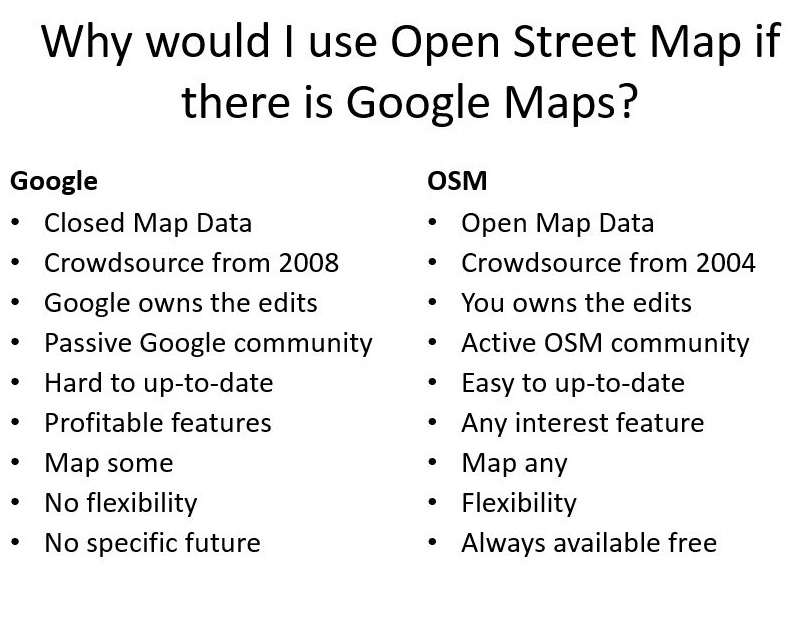 Why would I use Open Street Map if
there is Google Maps?
Google
• Closed Map Data
• Crowdsource from 2008
• Google owns the edits
• Passive Google community
• Hard to up-to-date
• Profitable features
• Map some
• No flexibility
• No specific future
OSM
• Open Map Data
• Crowdsource from 2004
• You owns the edits
• Active OSM community
• Easy to up-to-date
• Any interest feature
• Map any
• Flexibility
• Always available free